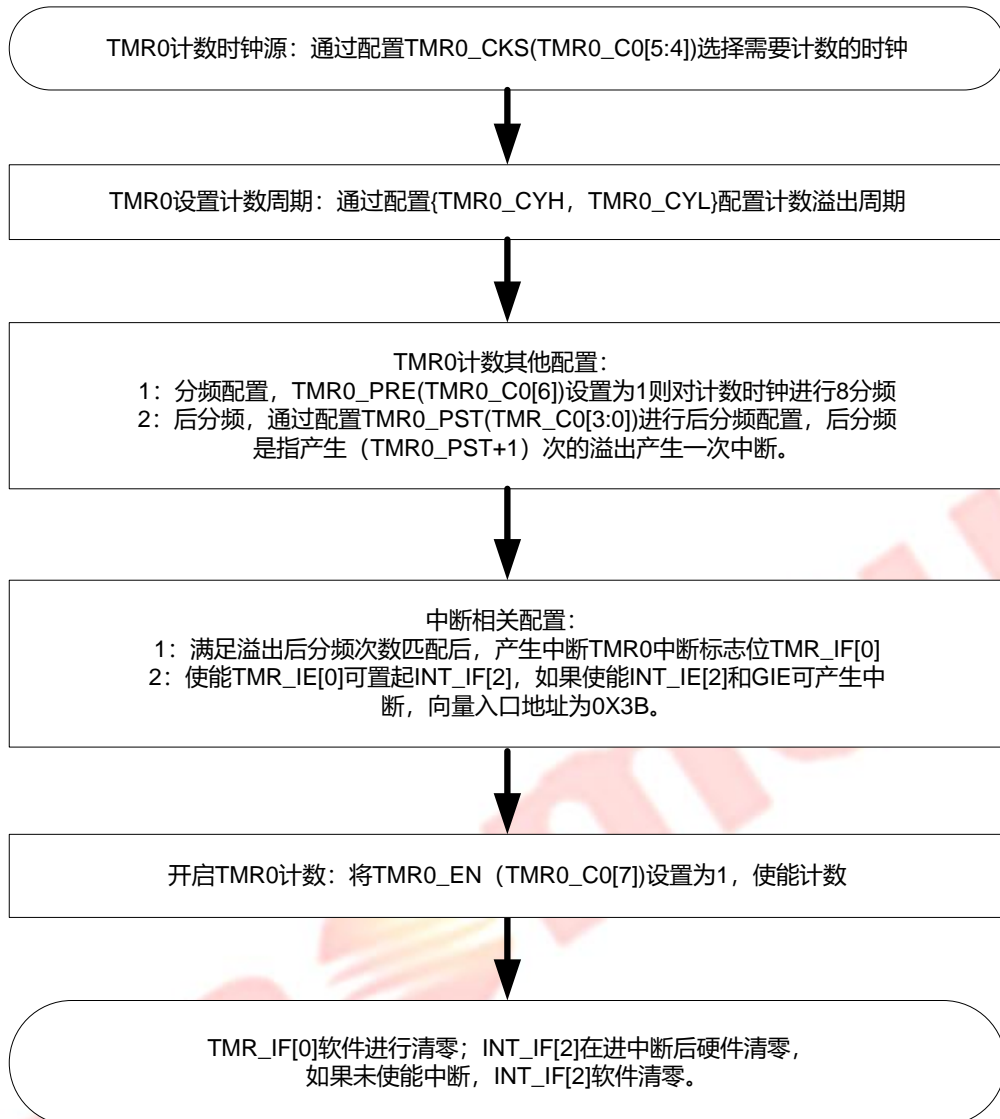 TMR0计数时钟源：通过配置TMR0_CKS(TMR0_C0[5:4])选择需要计数的时钟
TMR0设置计数周期：通过配置{TMR0_CYH，TMR0_CYL}配置计数溢出周期
TMR0计数其他配置：
1：分频配置，TMR0_PRE(TMR0_C0[6])设置为1则对计数时钟进行8分频
2：后分频，通过配置TMR0_PST(TMR_C0[3:0])进行后分频配置，后分频
是指产生（TMR0_PST+1）次的溢出产生一次中断。
中断相关配置：
1：满足溢出后分频次数匹配后，产生中断TMR0中断标志位TMR_IF[0]
2：使能TMR_IE[0]可置起INT_IF[2]，如果使能INT_IE[2]和GIE可产生中
断，向量入口地址为0X3B。
开启TMR0计数：将TMR0_EN（TMR0_C0[7])设置为1，使能计数
TMR_IF[0]软件进行清零；INT_IF[2]在进中断后硬件清零，
如果未使能中断，INT_IF[2]软件清零。